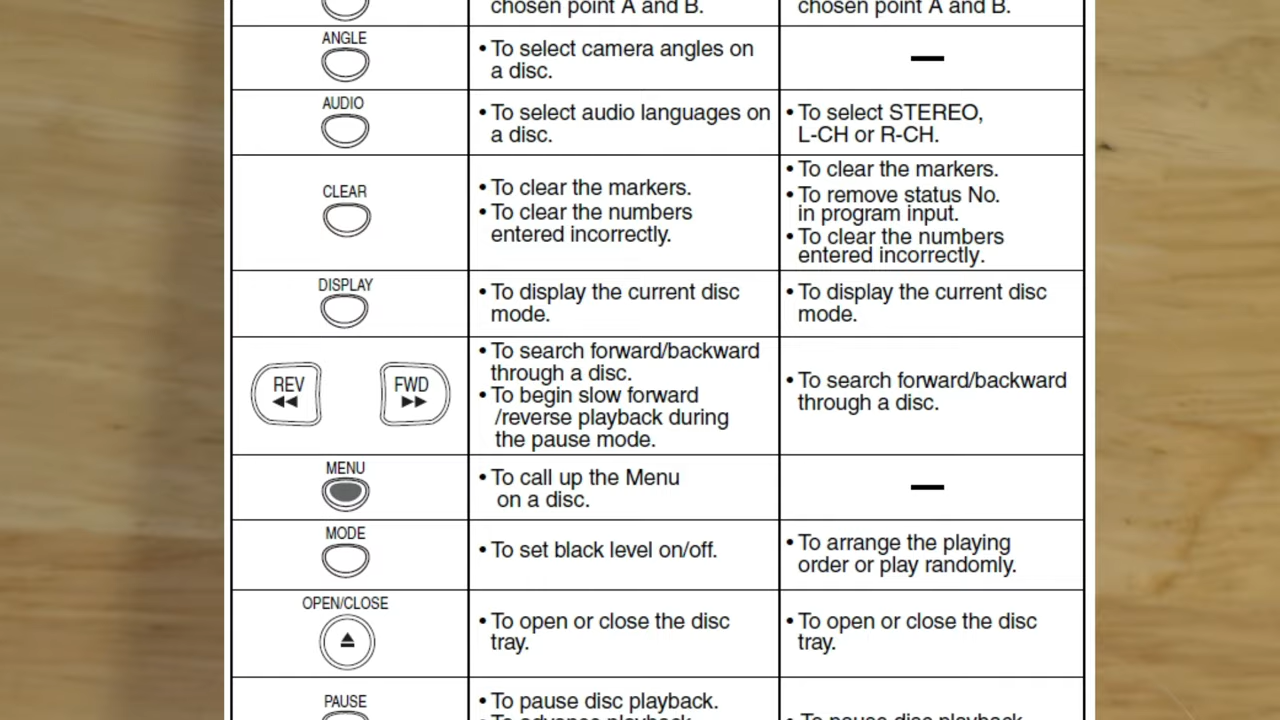 chosen point A and B.
chosen point A and B.
ANGLE
• To select camera angles on
a disc.
—
AUDIO
• To select audio languages on
a disc.
• To select STEREO,
L-CH or R-CH.
CLEAR
• To clear the markers.
• To clear the numbers
entered incorrectly.
• To clear the markers.
• To remove status No.
in program input.
• To clear the numbers
entered incorrectly.
DISPLAY
• To display the current disc
mode.
• To display the current disc
mode.
REV
FWD
• To search forward/backward
through a disc.
• To begin slow forward
/reverse playback during
the pause mode.
• To search forward/backward
through a disc.
MENU
• To call up the Menu
on a disc.
—
MODE
• To set black level on/off.
• To arrange the playing
order or play randomly.
OPEN/CLOSE
• To open or close the disc
tray.
• To open or close the disc
tray.
PAUSE
• To pause disc playback.
• To advance playback
• To pause disc playback